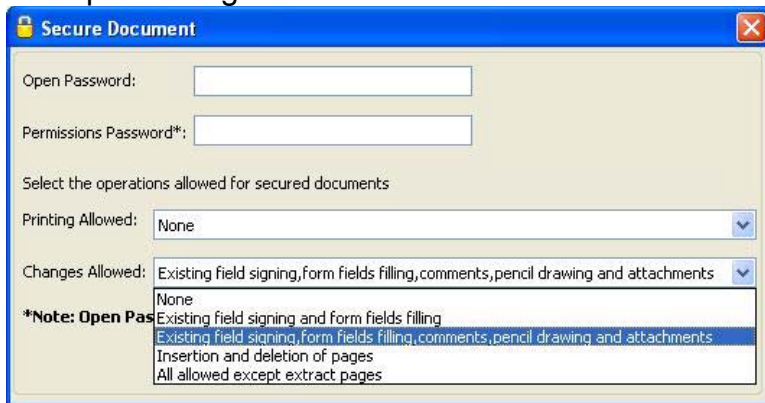 Secure Document
Open Password:
Permissions Password*:
Select the operations allowed for secured documents
Printing Allowed: None
Changes Allowed: Existing field signing,form fields filling,comments,pencil drawing and attachments
None
*Note: Open Pas
Existing field signing and form fields filling
Existing field signing,form fields filling,comments,pencil drawing and attachments
Insertion and deletion of pages
All allowed except extract pages